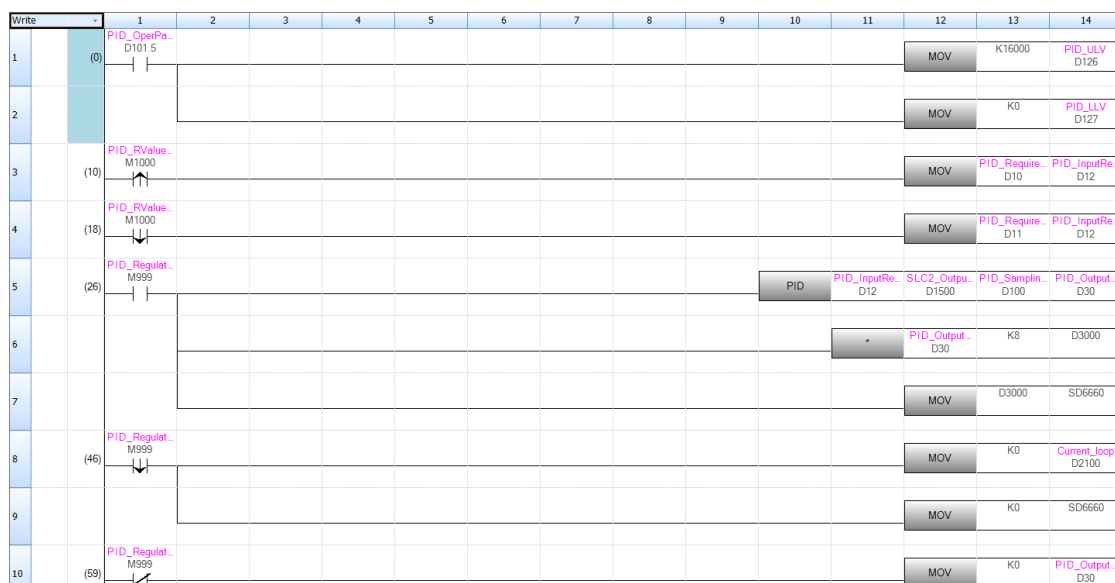 Write 1 2 3 4 5 6 7 8 9 10 11 12 13 14
1 (0) PID_OperPa...
D101.5
MOV K16000 PID_ULV
D126
2 MOV K0 PID_LLV
D127
3 (10) PID_RValue...
M1000
MOV PID_Require... PID_InputRe...
D10 D12
4 (18) PID_RValue...
M1000
MOV PID_Require... PID_InputRe...
D11 D12
5 (26) PID_Regulat...
M999
PID PID_InputRe... SLC2_Outpu... PID_Samplin... PID_Output...
D12 D1500 D100 D30
6 * PID_Output... K8 D3000
D30
7 MOV D3000 SD6660
8 (46) PID_Regulat...
M999
MOV K0 Current_loop
D2100
9 MOV K0 SD6660
10 (59) PID_Regulat...
M999
MOV K0 PID_Output...
D30